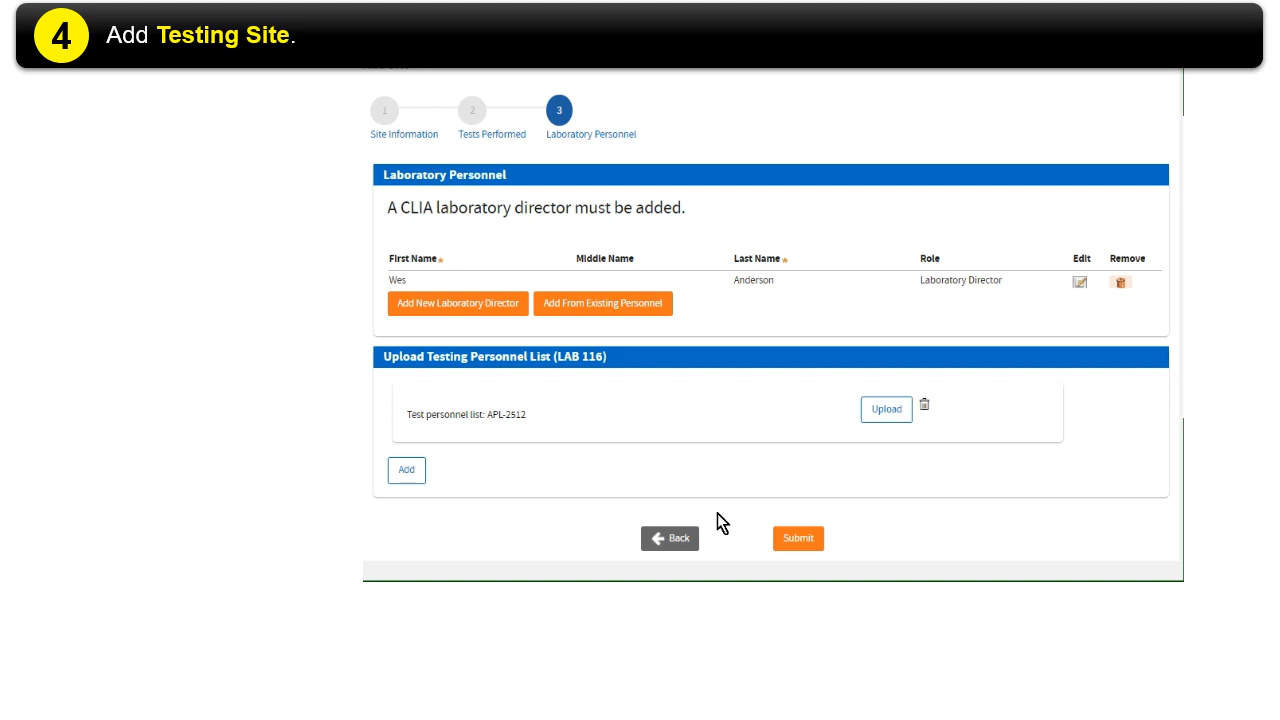 4 Add Testing Site.
1 2 3
Site Information Tests Performed Laboratory Personnel
Laboratory Personnel
A CLIA laboratory director must be added.
First Name* Middle Name Last Name* Role Edit Remove
Wes Anderson Laboratory Director
Add New Laboratory Director Add From Existing Personnel
Upload Testing Personnel List (LAB 116)
Test personnel list: APL-2512 Upload
Add
Back Submit